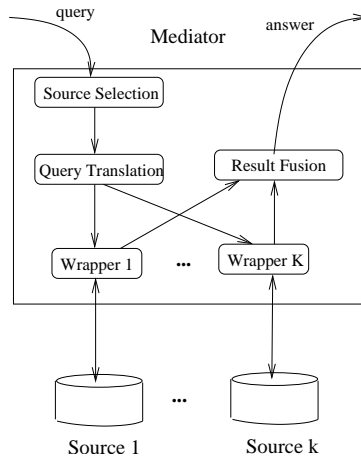 query
answer
Mediator
Source Selection
Query Translation
Result Fusion
Wrapper 1
...
Wrapper K
...
Source 1
Source k